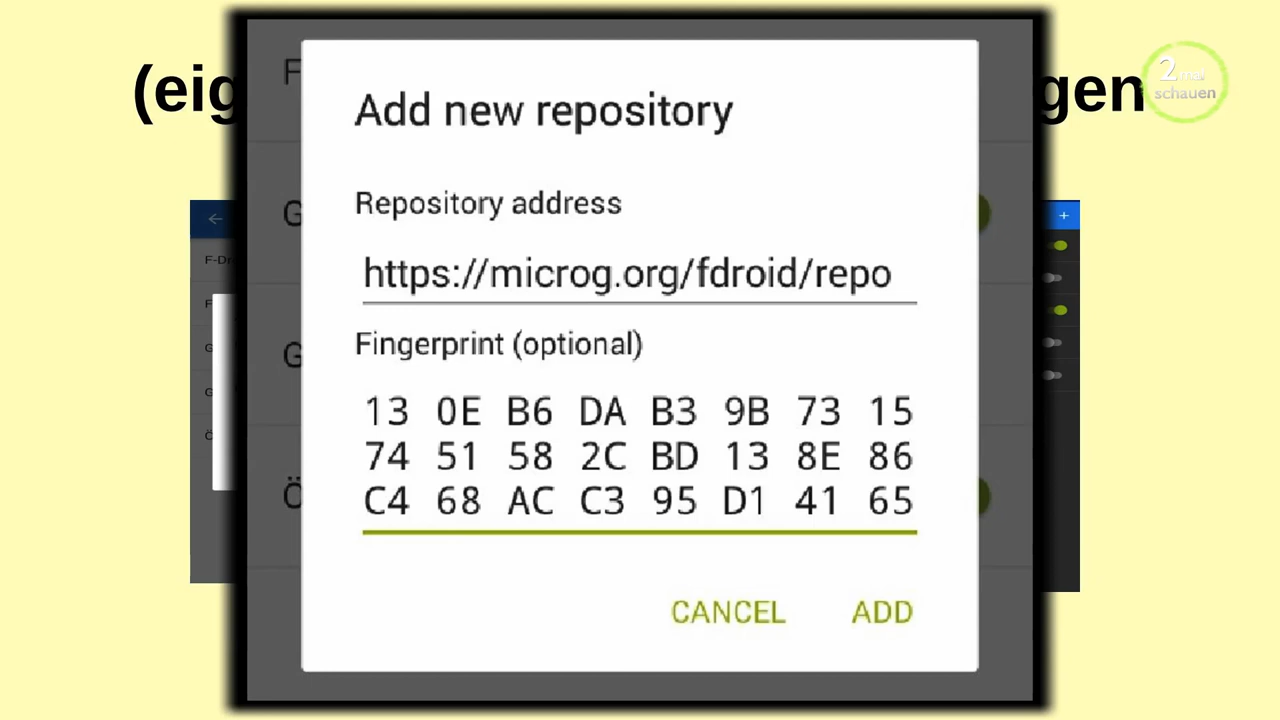 (eig
gen
2 mal
schauen
Add new repository
Repository address
https://microg.org/fdroid/repo
Fingerprint (optional)
13 0E B6 DA B3 9B 73 15
74 51 58 2C BD 13 8E 86
C4 68 AC C3 95 D1 41 65
CANCEL ADD
F
G
G
Ö
F-Dr
F
G
G
Ö
+